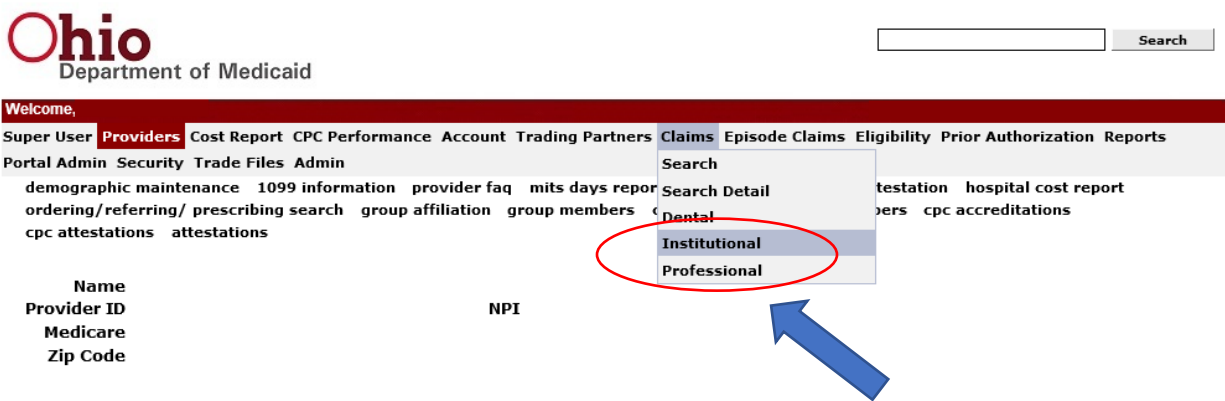 Ohio
Department of Medicaid
Search
Welcome,
Super User Providers Cost Report CPC Performance Account Trading Partners Claims Episode Claims Eligibility Prior Authorization Reports
Portal Admin Security Trade Files Admin
Search
Search Detail
Dental
Institutional
Professional
demographic maintenance 1099 information provider faq mits days hospital cost report
ordering/referring/ prescribing search group affiliation group members cpc accreditations
cpc attestations attestations
Name
Provider ID NPI
Medicare
Zip Code